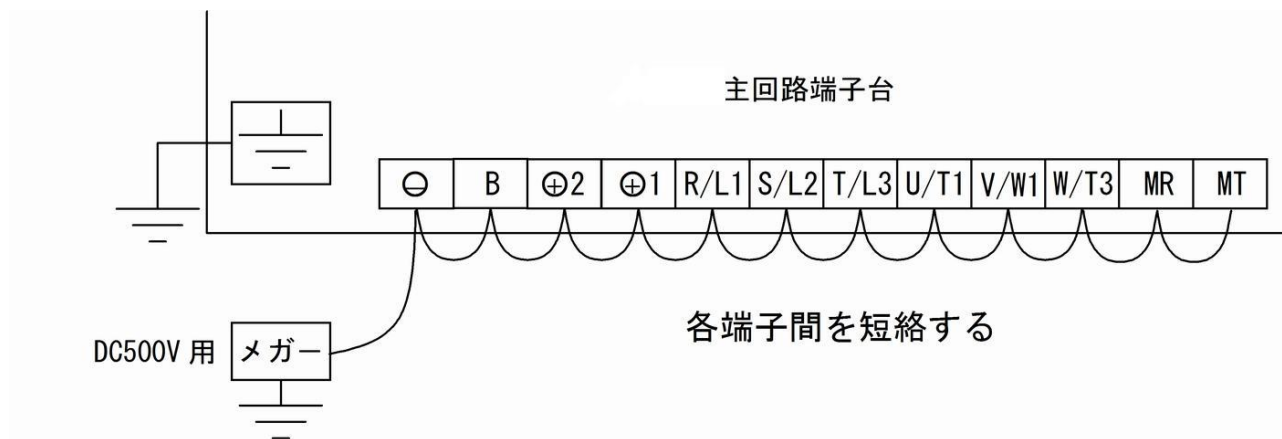 主回路端子台
⊖ B ⊕2 ⊕1 R/L1 S/L2 T/L3 U/T1 V/W1 W/T3 MR MT
各端子間を短絡する
DC500V 用 メガー